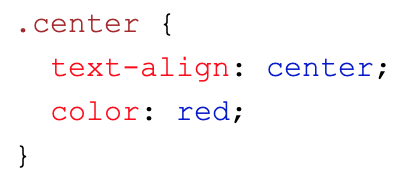 .center {
  text-align: center;
  color: red;
}